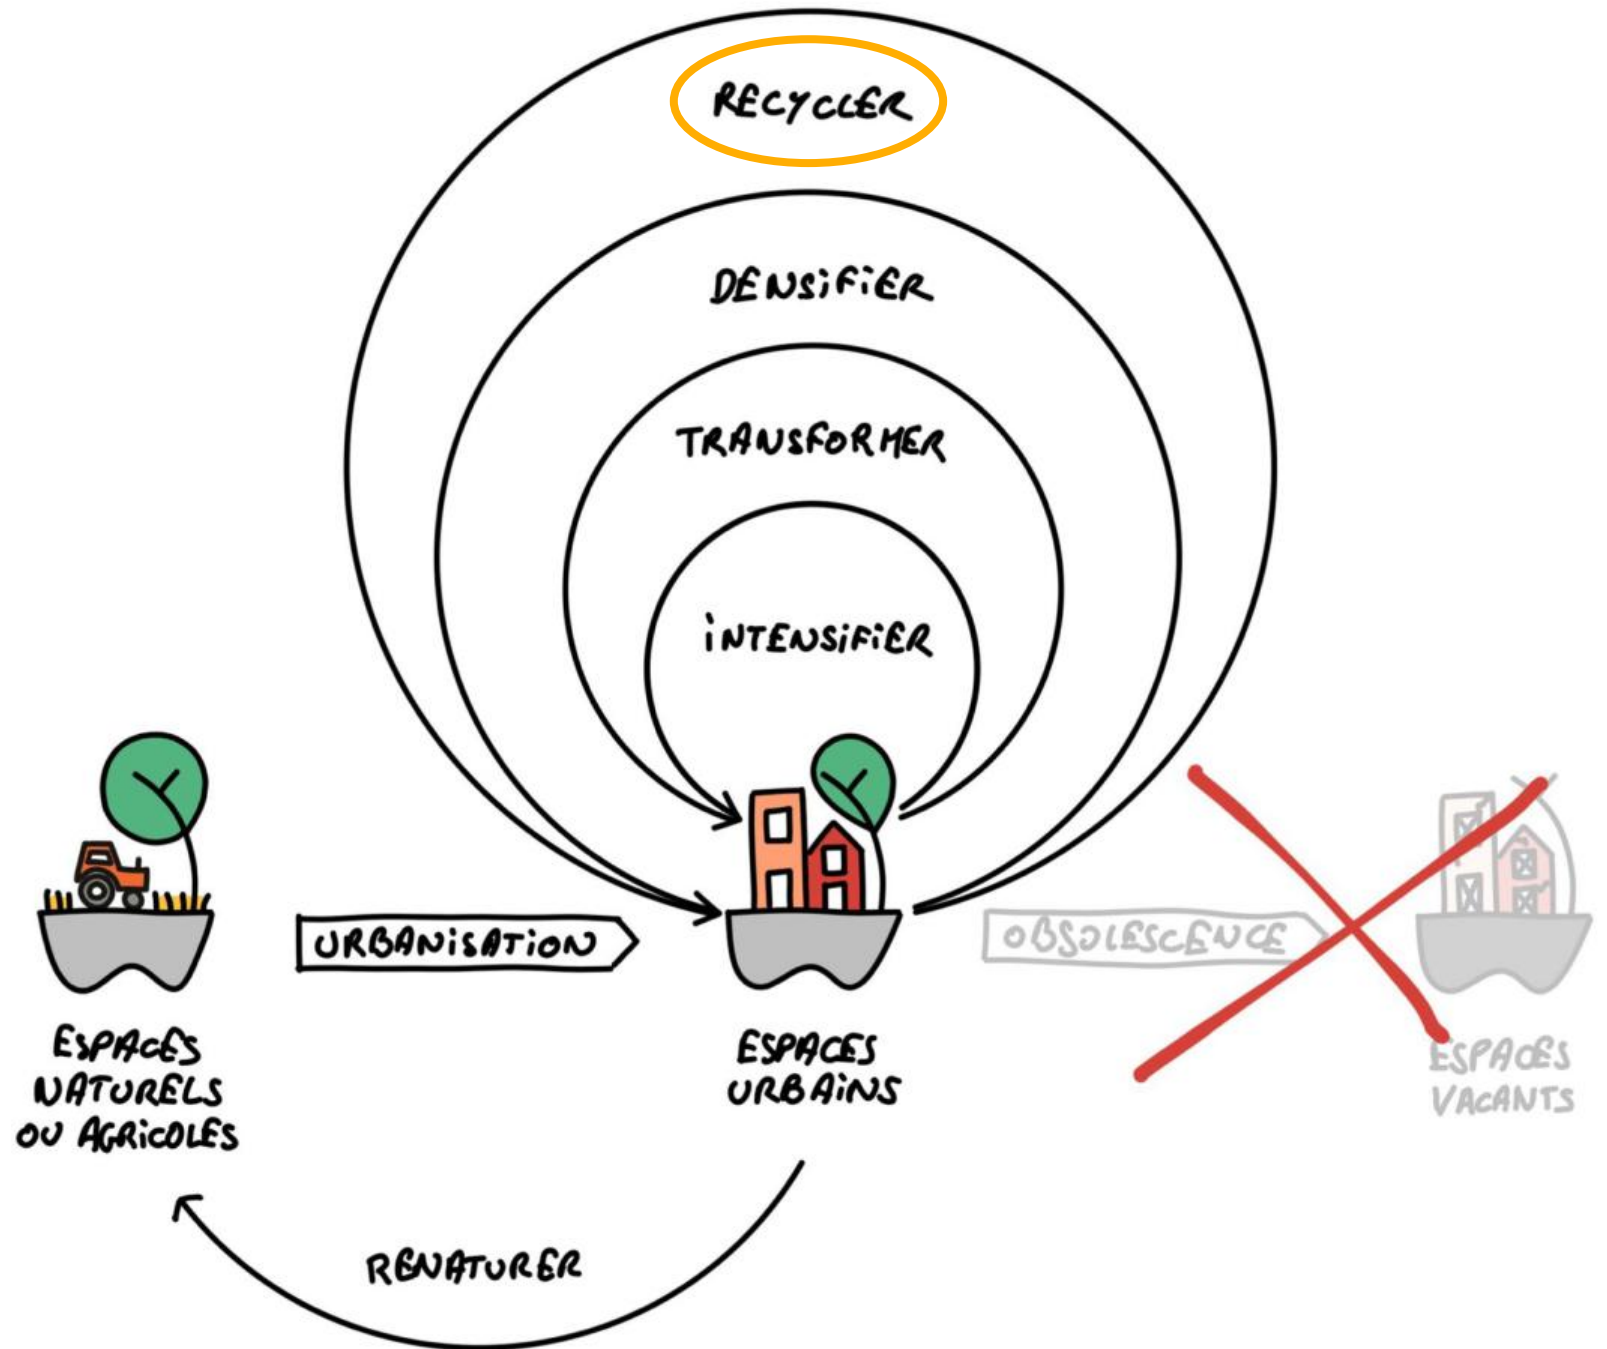 RECYCLER
DENSIFIER
TRANSFORMER
INTENSIFIER
URBANISATION
OBSOLESCENCE
ESPACES
NATURELS
OU AGRICOLES
ESPACES
URBAINS
ESPACES
VACANTS
RENATURER